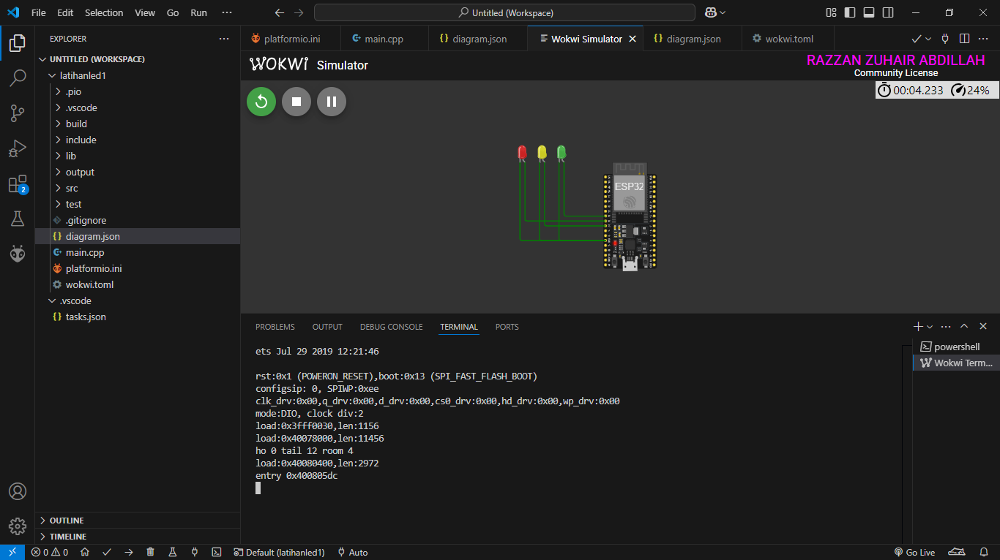 File Edit Selection View Go Run ··· Untitled (Workspace)
EXPLORER ···
UNTITLED (WORKSPACE)
latihanled1
.pio
.vscode
build
include
lib
output
src
test
.gitignore
diagram.json
main.cpp
platformio.ini
wokwi.toml
.vscode
tasks.json
OUTLINE
TIMELINE
2
platformio.ini main.cpp diagram.json Wokwi Simulator diagram.json wokwi.toml
WOKWi Simulator
RAZZAN ZUHAIR ABDILLAH
Community License
00:04.233 24%
ESP32
PROBLEMS OUTPUT DEBUG CONSOLE TERMINAL PORTS
ets Jul 29 2019 12:21:46
rst:0x1 (POWERON_RESET),boot:0x13 (SPI_FAST_FLASH_BOOT)
configsip: 0, SPIWP:0xee
clk_drv:0x00,q_drv:0x00,d_drv:0x00,cs0_drv:0x00,hd_drv:0x00,wp_drv:0x00
mode:DIO, clock div:2
load:0x3fff0030,len:1156
load:0x40078000,len:11456
ho 0 tail 12 room 4
load:0x40080400,len:2972
entry 0x400805dc
powershell
Wokwi Term...
0 0 Default (latihanled1) Auto Go Live